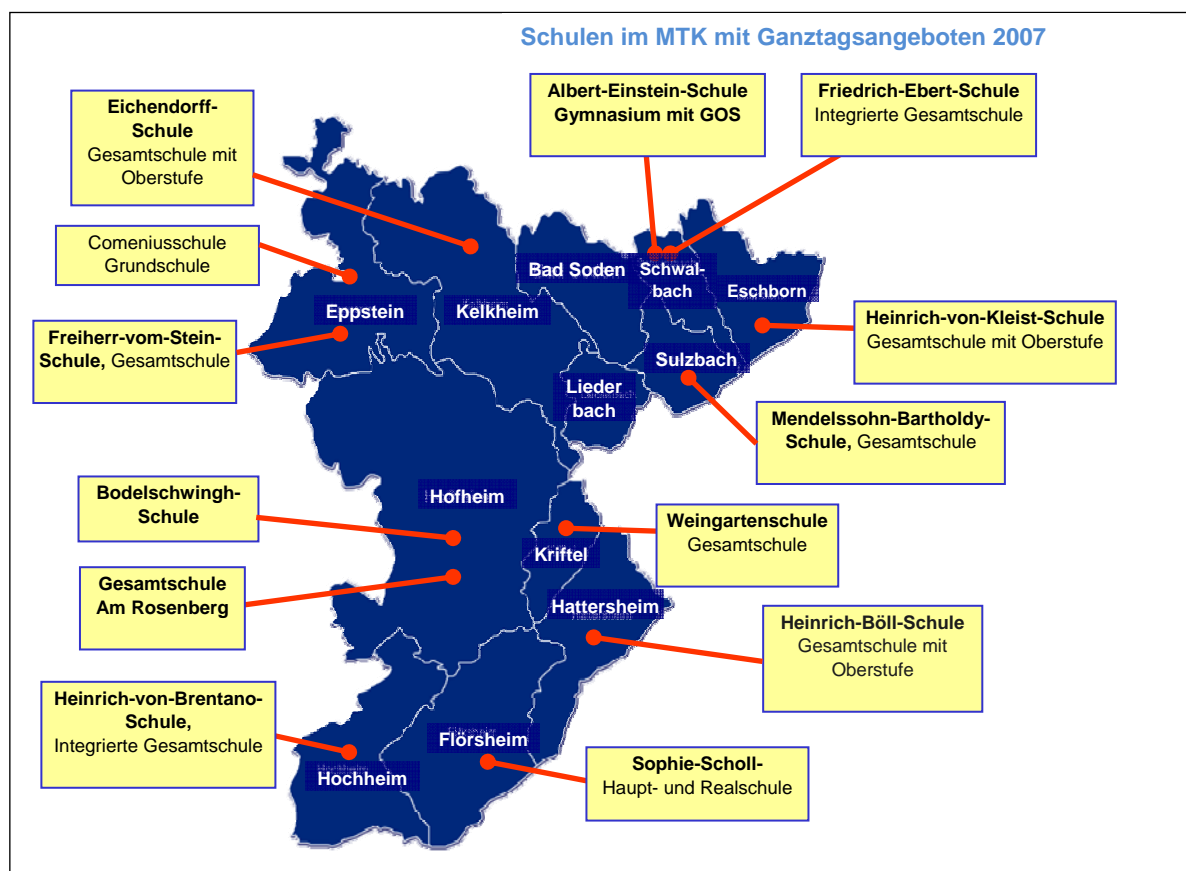 Schulen im MTK mit Ganztagsangeboten 2007
Eichendorff-
Schule
Gesamtschule mit
Oberstufe
Albert-Einstein-Schule
Gymnasium mit GOS
Friedrich-Ebert-Schule
Integrierte Gesamtschule
Comeniusschule
Grundschule
Freiherr-vom-Stein-
Schule, Gesamtschule
Heinrich-von-Kleist-Schule
Gesamtschule mit Oberstufe
Mendelssohn-Bartholdy-
Schule, Gesamtschule
Bodelschwingh-
Schule
Gesamtschule
Am Rosenberg
Weingartenschule
Gesamtschule
Heinrich-Böll-Schule
Gesamtschule mit
Oberstufe
Heinrich-von-Brentano-
Schule,
Integrierte Gesamtschule
Sophie-Scholl-
Haupt- und Realschule
Bad Soden
Schwal-
bach
Eschborn
Eppstein
Kelkheim
Sulzbach
Lieder
bach
Hofheim
Kriftel
Hattersheim
Flörsheim
Hochheim